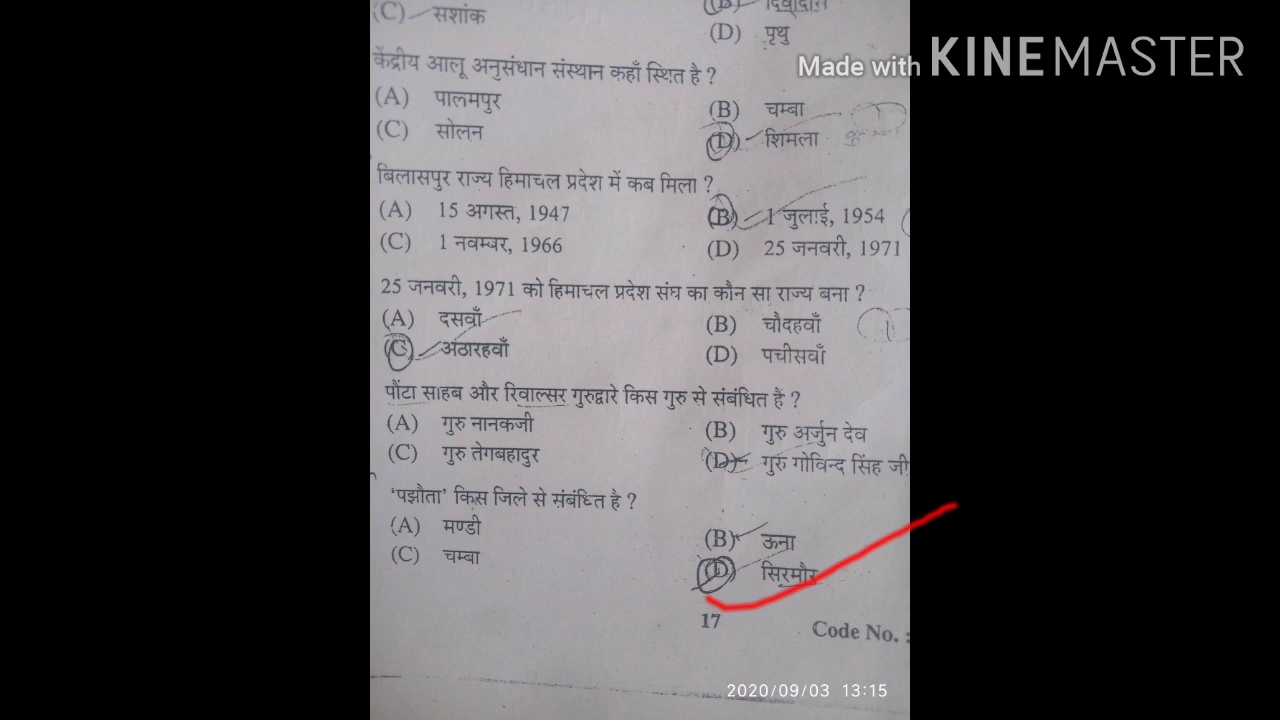 (C) सशांक
(B) दिवोदास
(D) पृथु
Made with KINEMASTER
केंद्रीय आलू अनुसंधान संस्थान कहाँ स्थित है ?
(A) पालमपुर (B) चम्बा
(C) सोलन (D) शिमला
बिलासपुर राज्य हिमाचल प्रदेश में कब मिला ?
(A) 15 अगस्त, 1947 (B) 1 जुलाई, 1954
(C) 1 नवम्बर, 1966 (D) 25 जनवरी, 1971
25 जनवरी, 1971 को हिमाचल प्रदेश संघ का कौन सा राज्य बना ?
(A) दसवाँ (B) चौदहवाँ
(C) अठारहवाँ (D) पचीसवाँ
पौंटा साहब और रिवाल्सर गुरुद्वारे किस गुरु से संबंधित हैं ?
(A) गुरु नानकजी (B) गुरु अर्जुन देव
(C) गुरु तेगबहादुर (D) गुरु गोविन्द सिंह जी
'पझौता' किस जिले से संबंधित है ?
(A) मण्डी (B) ऊना
(C) चम्बा (D) सिरमौर
17
Code No. :
2020/09/03 13:15